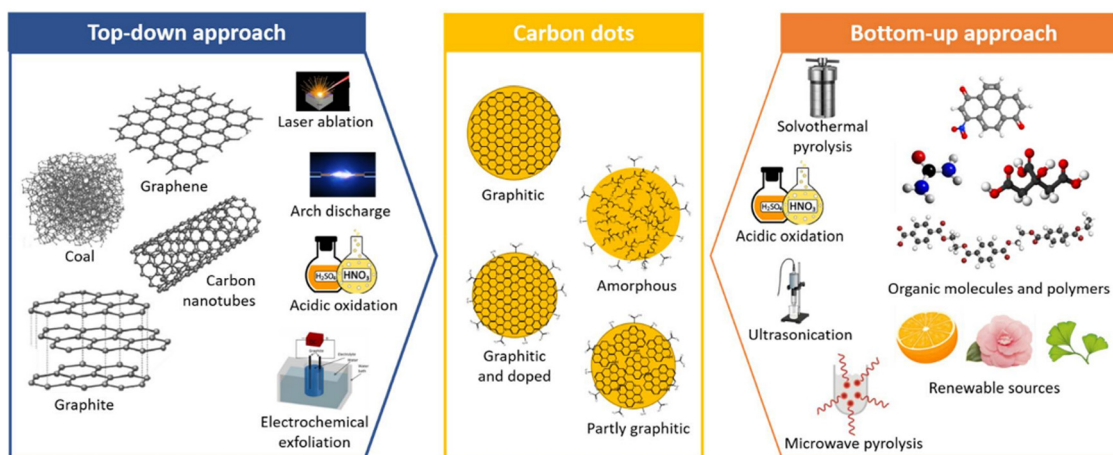 Top-down approach
Graphene
Coal
Carbon
nanotubes
Graphite
Laser ablation
Arch discharge
H₂SO₄
HNO₃
Acidic oxidation
Electrochemical
exfoliation
Carbon dots
Graphitic
Amorphous
Graphitic
and doped
Partly graphitic
Bottom-up approach
Solvothermal
pyrolysis
H₂SO₄
HNO₃
Acidic oxidation
Ultrasonication
Microwave pyrolysis
Organic molecules and polymers
Renewable sources